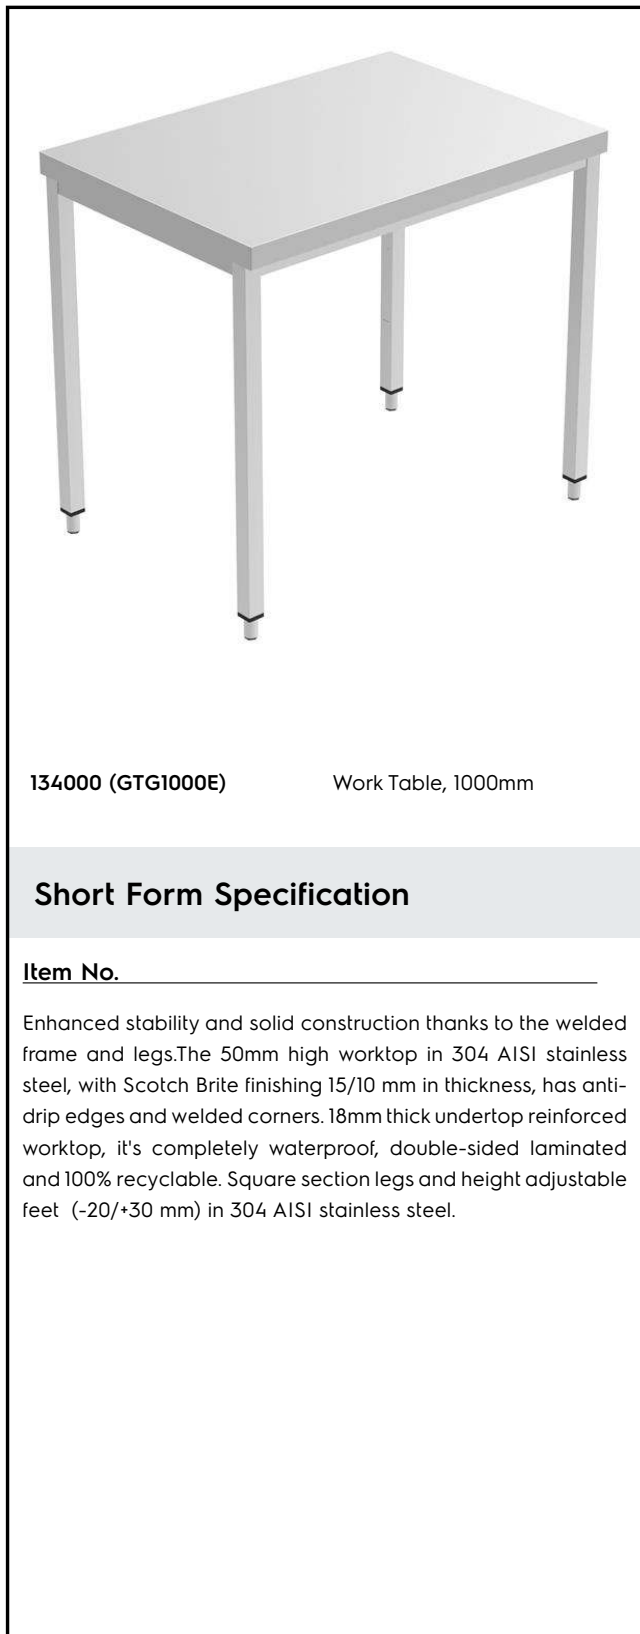 134000 (GTG1000E) Work Table, 1000mm
Short Form Specification
Item No.
Enhanced stability and solid construction thanks to the welded
frame and legs.The 50mm high worktop in 304 AISI stainless
steel, with Scotch Brite finishing 15/10 mm in thickness, has anti-
drip edges and welded corners. 18mm thick undertop reinforced
worktop, it's completely waterproof, double-sided laminated
and 100% recyclable. Square section legs and height adjustable
feet (-20/+30 mm) in 304 AISI stainless steel.